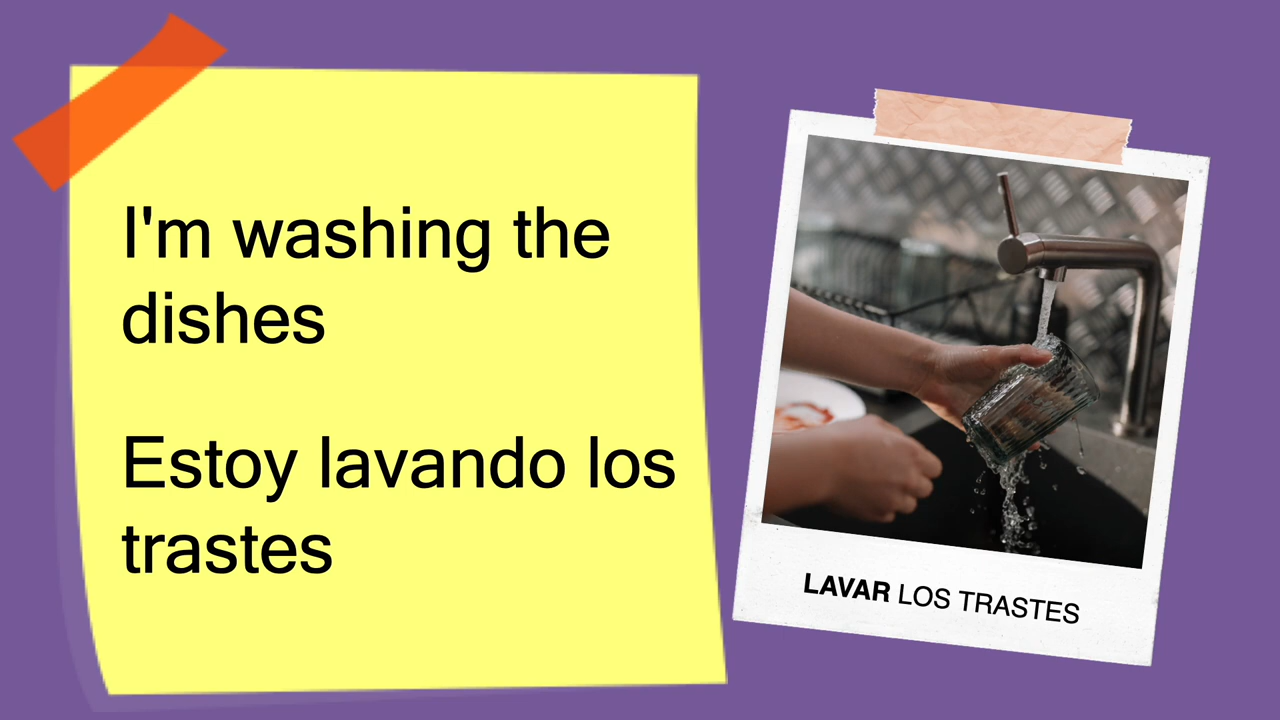 I'm washing the
dishes
Estoy lavando los
trastes
LAVAR LOS TRASTES